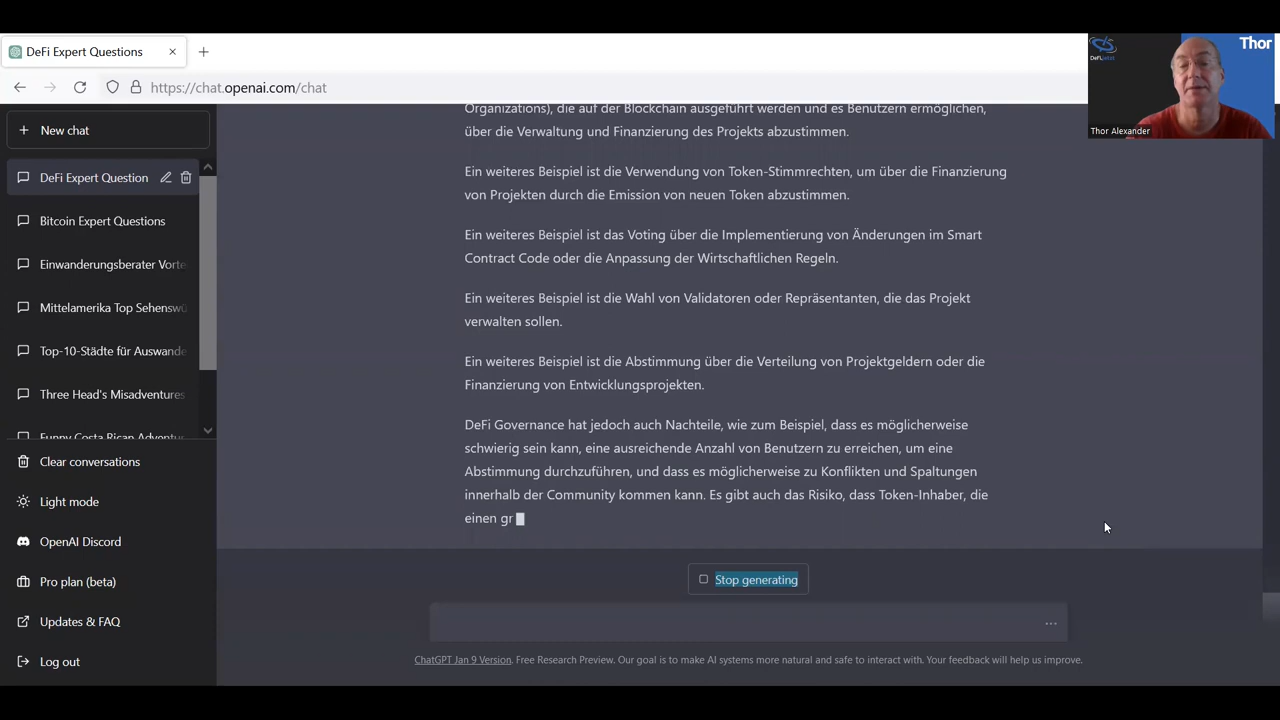 DeFi Expert Questions
https://chat.openai.com/chat
Thor
DeFi.pilot
Thor Alexander
New chat
DeFi Expert Question
Bitcoin Expert Questions
Einwanderungsberater Vorte
Mittelamerika Top Sehenswü
Top-10-Städte für Auswande
Three Head's Misadventures
Funny Costa Rican Adventur
Clear conversations
Light mode
OpenAI Discord
Pro plan (beta)
Updates & FAQ
Log out
Organizations), die auf der Blockchain ausgeführt werden und es Benutzern ermöglichen,
über die Verwaltung und Finanzierung des Projekts abzustimmen.
Ein weiteres Beispiel ist die Verwendung von Token-Stimmrechten, um über die Finanzierung
von Projekten durch die Emission von neuen Token abzustimmen.
Ein weiteres Beispiel ist das Voting über die Implementierung von Änderungen im Smart
Contract Code oder die Anpassung der Wirtschaftlichen Regeln.
Ein weiteres Beispiel ist die Wahl von Validatoren oder Repräsentanten, die das Projekt
verwalten sollen.
Ein weiteres Beispiel ist die Abstimmung über die Verteilung von Projektgeldern oder die
Finanzierung von Entwicklungsprojekten.
DeFi Governance hat jedoch auch Nachteile, wie zum Beispiel, dass es möglicherweise
schwierig sein kann, eine ausreichende Anzahl von Benutzern zu erreichen, um eine
Abstimmung durchzuführen, und dass es möglicherweise zu Konflikten und Spaltungen
innerhalb der Community kommen kann. Es gibt auch das Risiko, dass Token-Inhaber, die
einen gr
Stop generating
ChatGPT Jan 9 Version. Free Research Preview. Our goal is to make AI systems more natural and safe to interact with. Your feedback will help us improve.